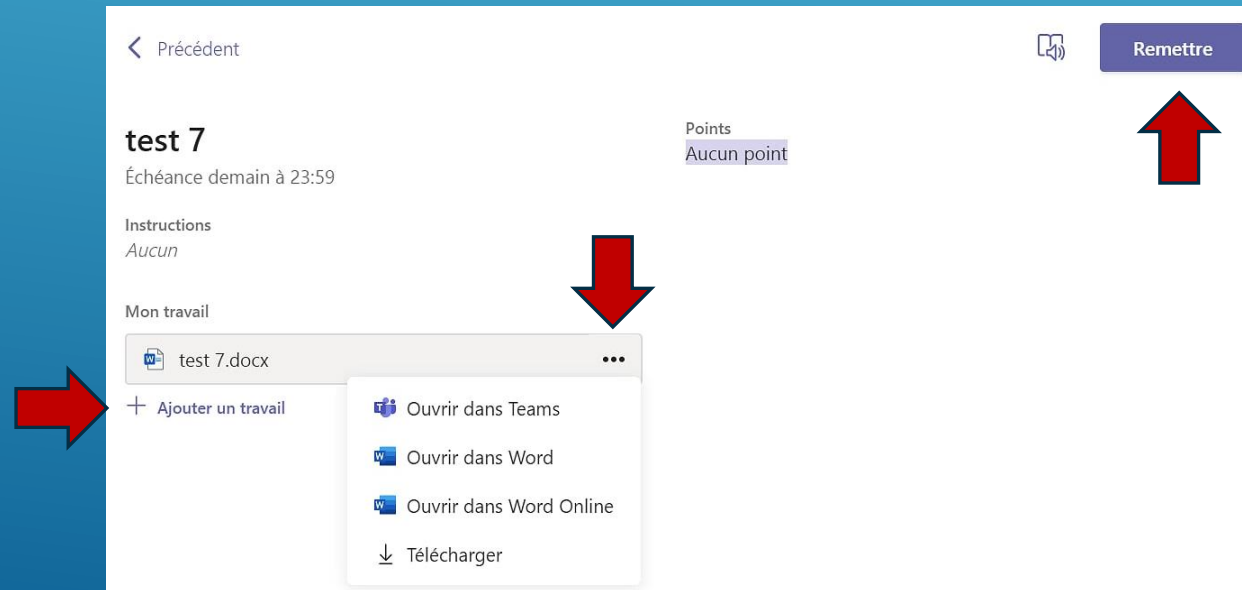 Précédent
Remettre
test 7
Échéance demain à 23:59
Points
Aucun point
Instructions
Aucun
Mon travail
test 7.docx
Ajouter un travail
Ouvrir dans Teams
Ouvrir dans Word
Ouvrir dans Word Online
Télécharger